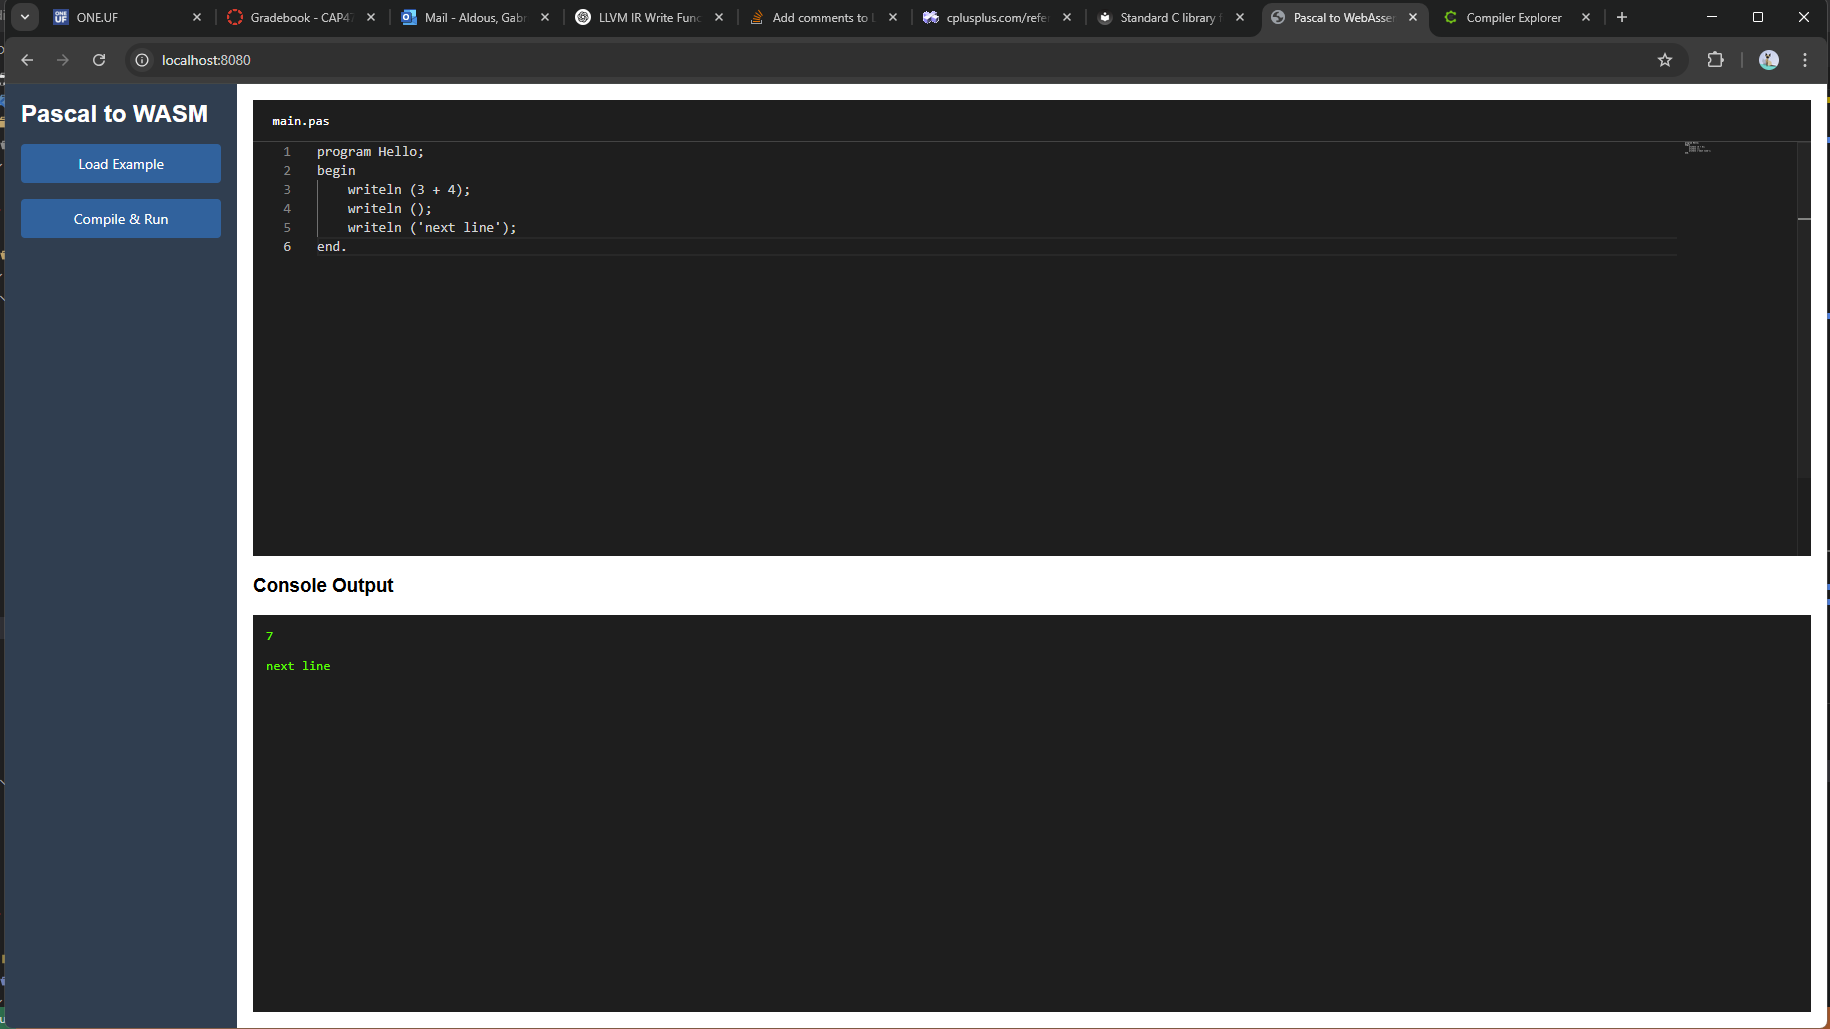 ONE.UF
Gradebook - CAP4
Mail - Aldous, Gabr
LLVM IR Write Func
Add comments to
cplusplus.com/refe
Standard C library
Pascal to WebAsse
Compiler Explorer
localhost:8080
Pascal to WASM
Load Example
Compile & Run
main.pas
1 program Hello;
2 begin
3 writeln (3 + 4);
4 writeln ();
5 writeln ('next line');
6 end.
Console Output
7
next line